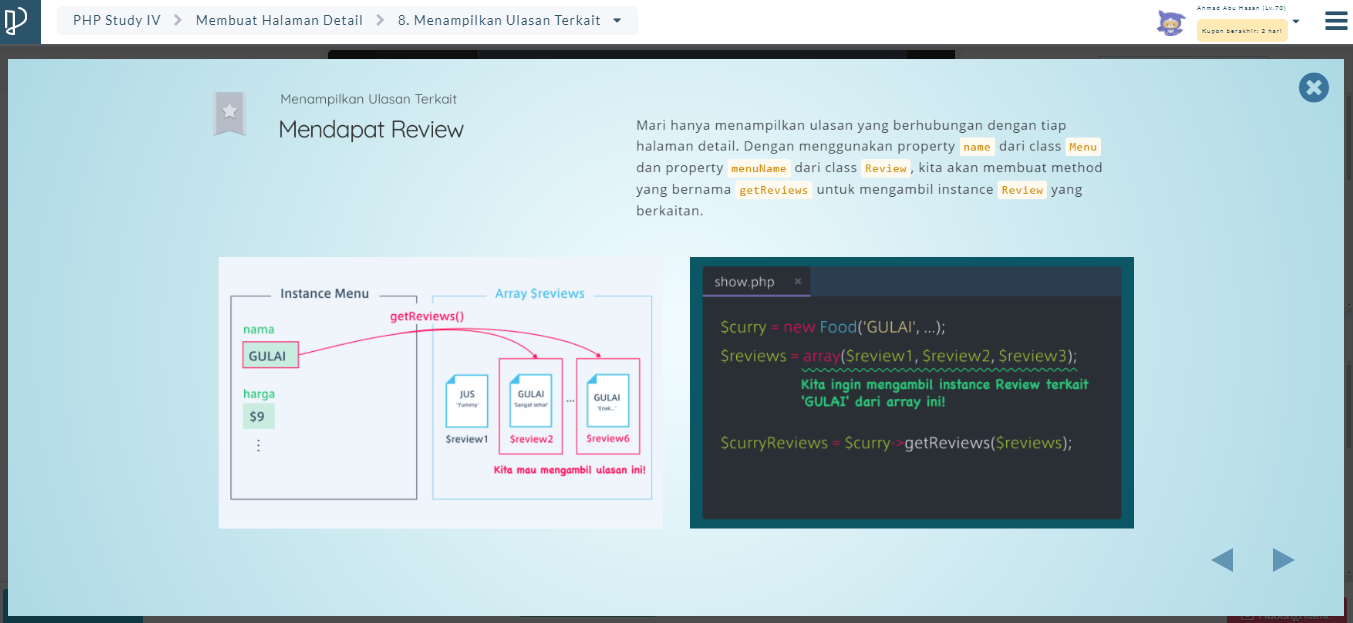 PHP Study IV
Membuat Halaman Detail
8. Menampilkan Ulasan Terkait
Ahmad Abu Hasan (Lv.70)
Kupon berakhir: 2 hari
Menampilkan Ulasan Terkait
Mendapat Review
Mari hanya menampilkan ulasan yang berhubungan dengan tiap
halaman detail. Dengan menggunakan property name dari class Menu
dan property menuName dari class Review, kita akan membuat method
yang bernama getReviews untuk mengambil instance Review yang
berkaitan.
Instance Menu
Array $reviews
getReviews()
nama
GULAI
harga
$9
⋮
JUS
'Yummy'
$review1
GULAI
'Sangat sehat'
$review2
...
GULAI
'Enak...'
$review6
Kita mau mengambil ulasan ini!
show.php ×
$curry = new Food('GULAI', ...);
$reviews = array($review1, $review2, $review3);
Kita ingin mengambil instance Review terkait
'GULAI' dari array ini!
$curryReviews = $curry->getReviews($reviews);